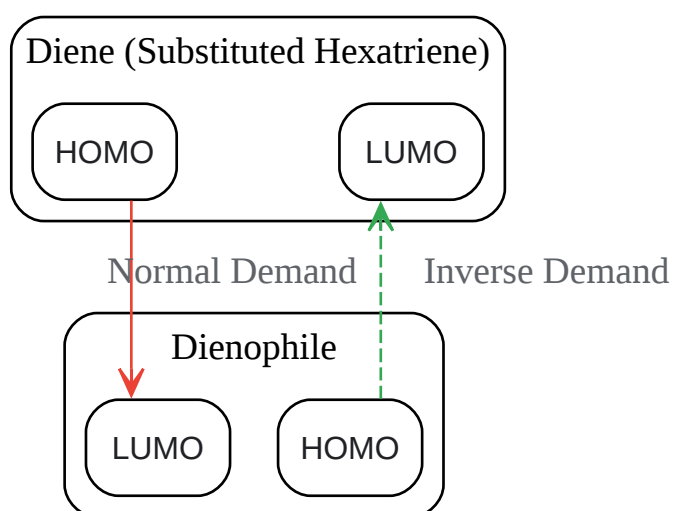 Diene (Substituted Hexatriene)
HOMO
LUMO
Normal Demand
Inverse Demand
Dienophile
LUMO
HOMO